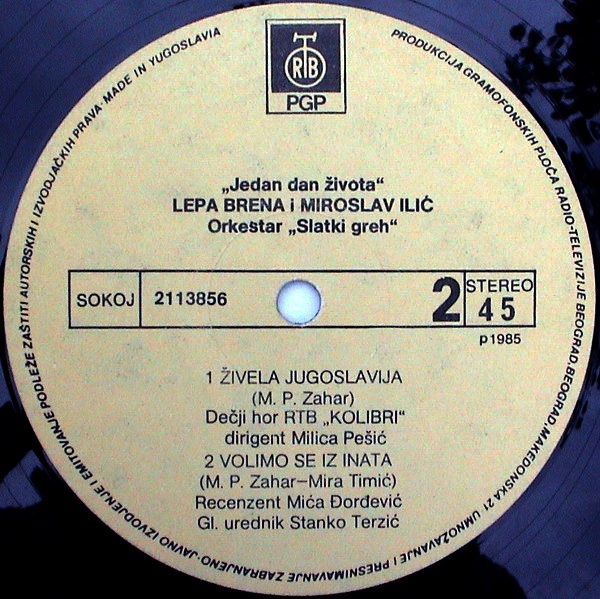 RTB
PGP
PRODUKCIJA GRAMOFONSKIH PLOČA RADIO-TELEVIZIJE BEOGRAD, BEOGRAD, MAKEDONSKA 21 UMNOŽAVANJE I PRESNIMAVANJE ZABRANJENO·JAVNO IZVODJENJE I EMITOVANJE PODLEŽE ZAŠTITI AUTORSKIH I IZVODJAČKIH PRAVA·MADE IN YUGOSLAVIA
„Jedan dan života“
LEPA BRENA i MIROSLAV ILIĆ
Orkestar „Slatki greh“
SOKOJ 2113856 2 STEREO
45
p1985
1 ŽIVELA JUGOSLAVIJA
(M. P. Zahar)
Dečji hor RTB „KOLIBRI“
dirigent Milica Pešić
2 VOLIMO SE IZ INATA
(M. P. Zahar—Mira Timić)
Recenzent Mića Đorđević
Gl. urednik Stanko Terzić